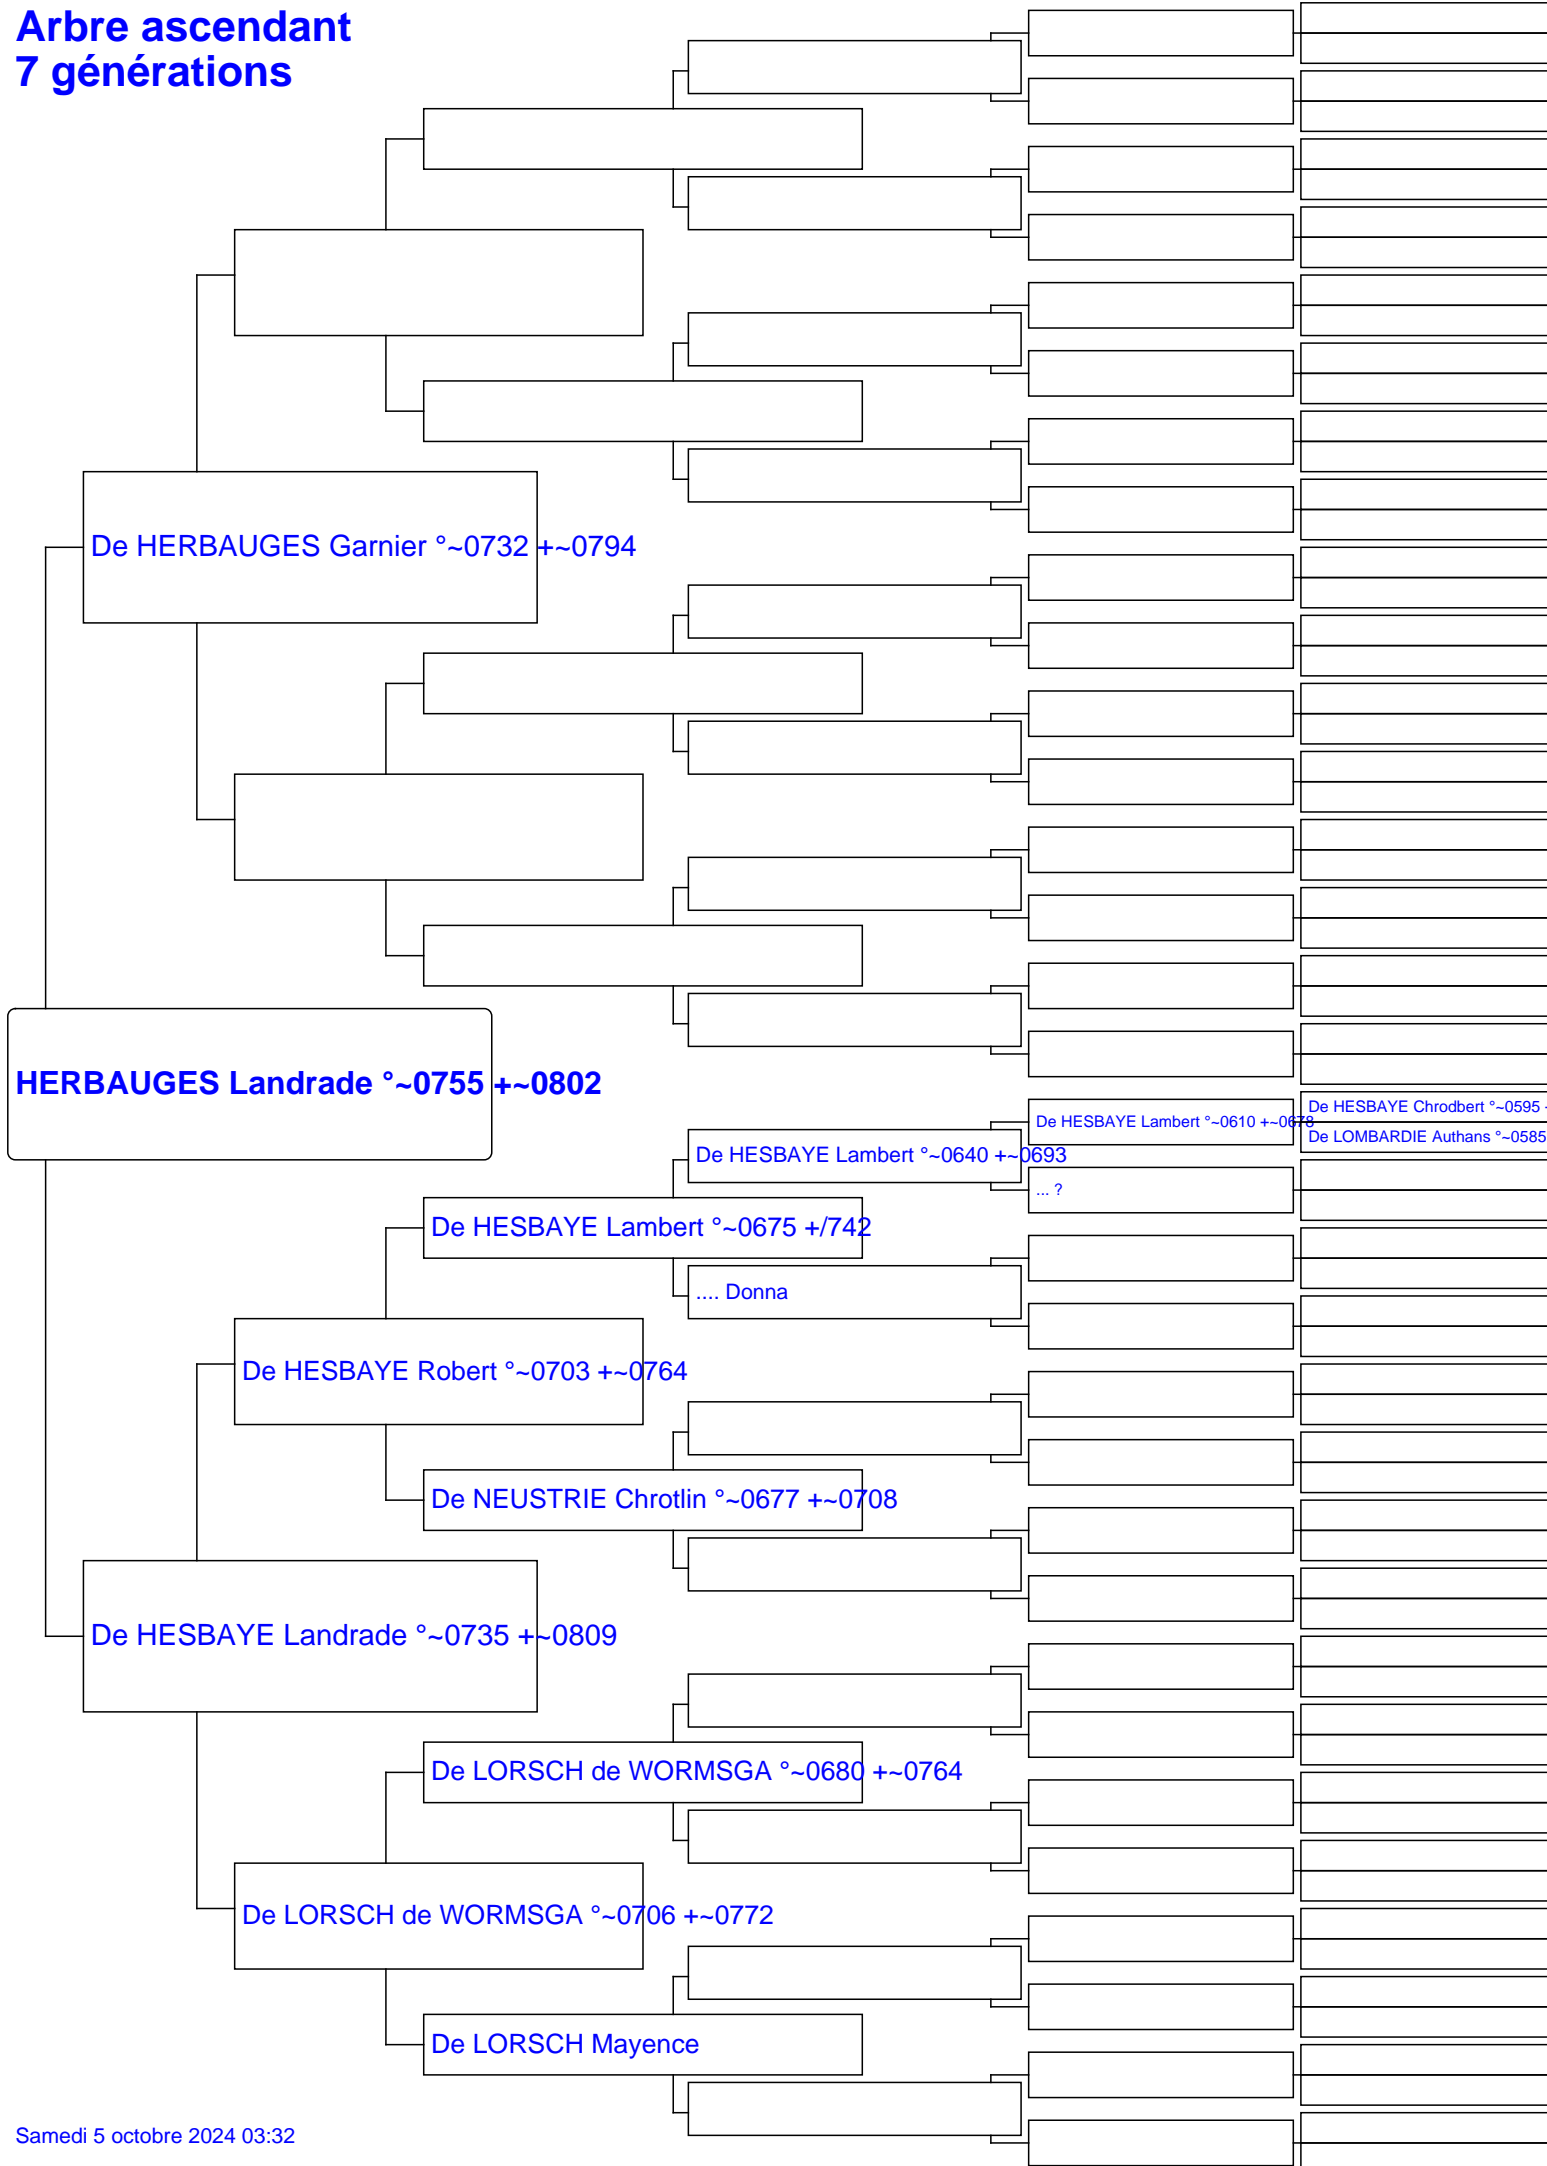 Arbre ascendant
7 générations
De HERBAUGES Garnier °~0732 +~0794
HERBAUGES Landrade °~0755 +~0802
De HESBAYE Chrodbert °~0595
De HESBAYE Lambert °~0610 +~0678
De LOMBARDIE Authans °~0585
De HESBAYE Lambert °~0640 +~0693
... ?
De HESBAYE Lambert °~0675 +/742
.... Donna
De HESBAYE Robert °~0703 +~0764
De NEUSTRIE Chrotlin °~0677 +~0708
De HESBAYE Landrade °~0735 +~0809
De LORSCH de WORMSGA °~0680 +~0764
De LORSCH de WORMSGA °~0706 +~0772
De LORSCH Mayence
Samedi 5 octobre 2024 03:32